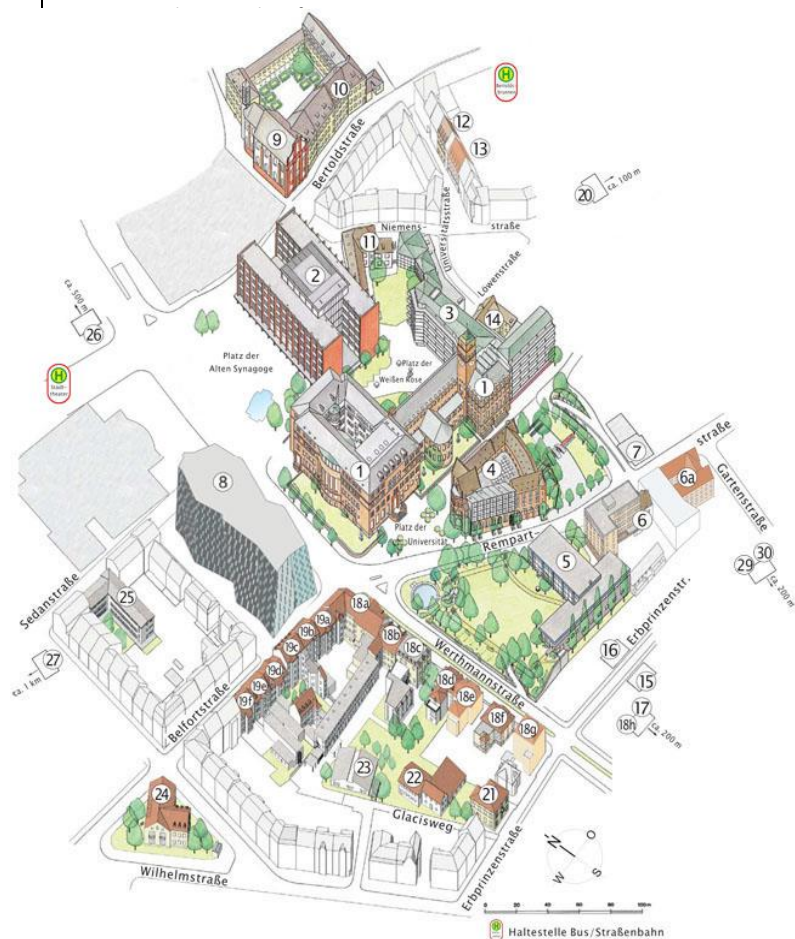 10
9
Bertoldstraße
H
Bertolds-
brunnen
12
13
20
ca. 100 m
Niemens-
straße
Universitätsstraße
11
2
Löwenstraße
3
14
ca. 500 m
26
H
Stadt-
theater
Platz der
Alten Synagoge
Platz der
Weißen Rose
1
1
4
7
straße
6a
Gartenstraße
8
Platz der
Universität
Rempart-
6
5
30
29
ca. 200 m
Sedanstraße
25
27
ca. 1 km
Belfortstraße
18a
18b
18c
18d
18e
18f
18g
19a
19b
19c
19d
19e
19f
Werthmannstraße
Erbprinzenstr.
16
15
17
18h
ca. 200 m
23
22
21
Glacisweg
24
Wilhelmstraße
Erbprinzenstraße
N
O
W
S
0 20 40 60 80 100 m
H Haltestelle Bus/Straßenbahn